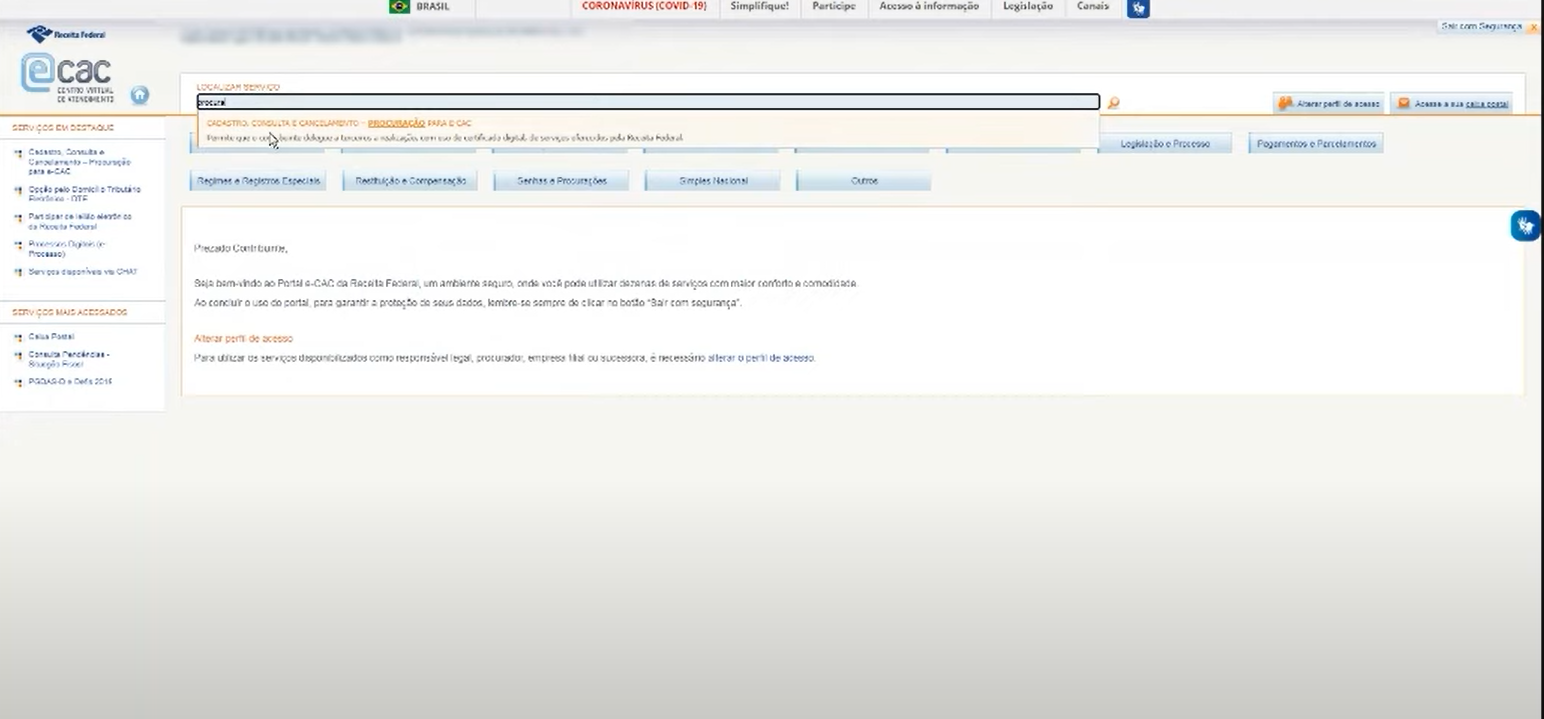 BRASIL
CORONAVÍRUS (COVID-19)
Simplifique!
Participe
Acesso à informação
Legislação
Canais
Sair com Segurança
Receita Federal
ecac
CENTRO VIRTUAL
DE ATENDIMENTO
LOCALIZAR SERVIÇO
procura
Alterar perfil de acesso
Acesse a sua caixa postal
CADASTRO, CONSULTA E CANCELAMENTO – PROCURAÇÃO PARA E-CAC
Permite que o contribuinte delegue a terceiros a realização, com uso de certificado digital, de serviços oferecidos pela Receita Federal.
Legislação e Processo
Pagamentos e Parcelamentos
Regimes e Registros Especiais
Restituição e Compensação
Senhas e Procurações
Simples Nacional
Outros
SERVIÇOS EM DESTAQUE
Cadastro, Consulta e
Cancelamento – Procuração
para e-CAC
Opção pelo Domicílio Tributário
Eletrônico - DTE
Participar de leilão eletrônico
da Receita Federal
Processos Digitais (e-
Processo)
Serviços disponíveis via CHAT
SERVIÇOS MAIS ACESSADOS
Caixa Postal
Consulta Pendências -
Situação Fiscal
PGDAS-D e Defis 2018
Prezado Contribuinte,
Seja bem-vindo ao Portal e-CAC da Receita Federal, um ambiente seguro, onde você pode utilizar dezenas de serviços com maior conforto e comodidade.
Ao concluir o uso do portal, para garantir a proteção de seus dados, lembre-se sempre de clicar no botão "Sair com segurança".
Alterar perfil de acesso
Para utilizar os serviços disponibilizados como responsável legal, procurador, empresa filial ou sucessora, é necessário alterar o perfil de acesso.